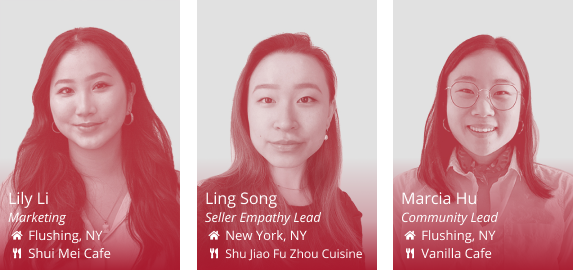 Lily Li
Marketing
Flushing, NY
Shui Mei Cafe
Ling Song
Seller Empathy Lead
New York, NY
Shu Jiao Fu Zhou Cuisine
Marcia Hu
Community Lead
Flushing, NY
Vanilla Cafe